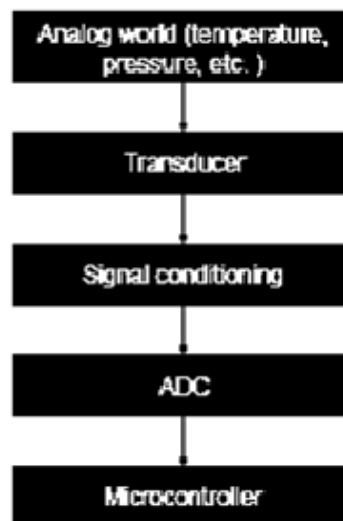 Analog world (temperature,
pressure, etc. )
Transducer
Signal conditioning
ADC
Microcontroller